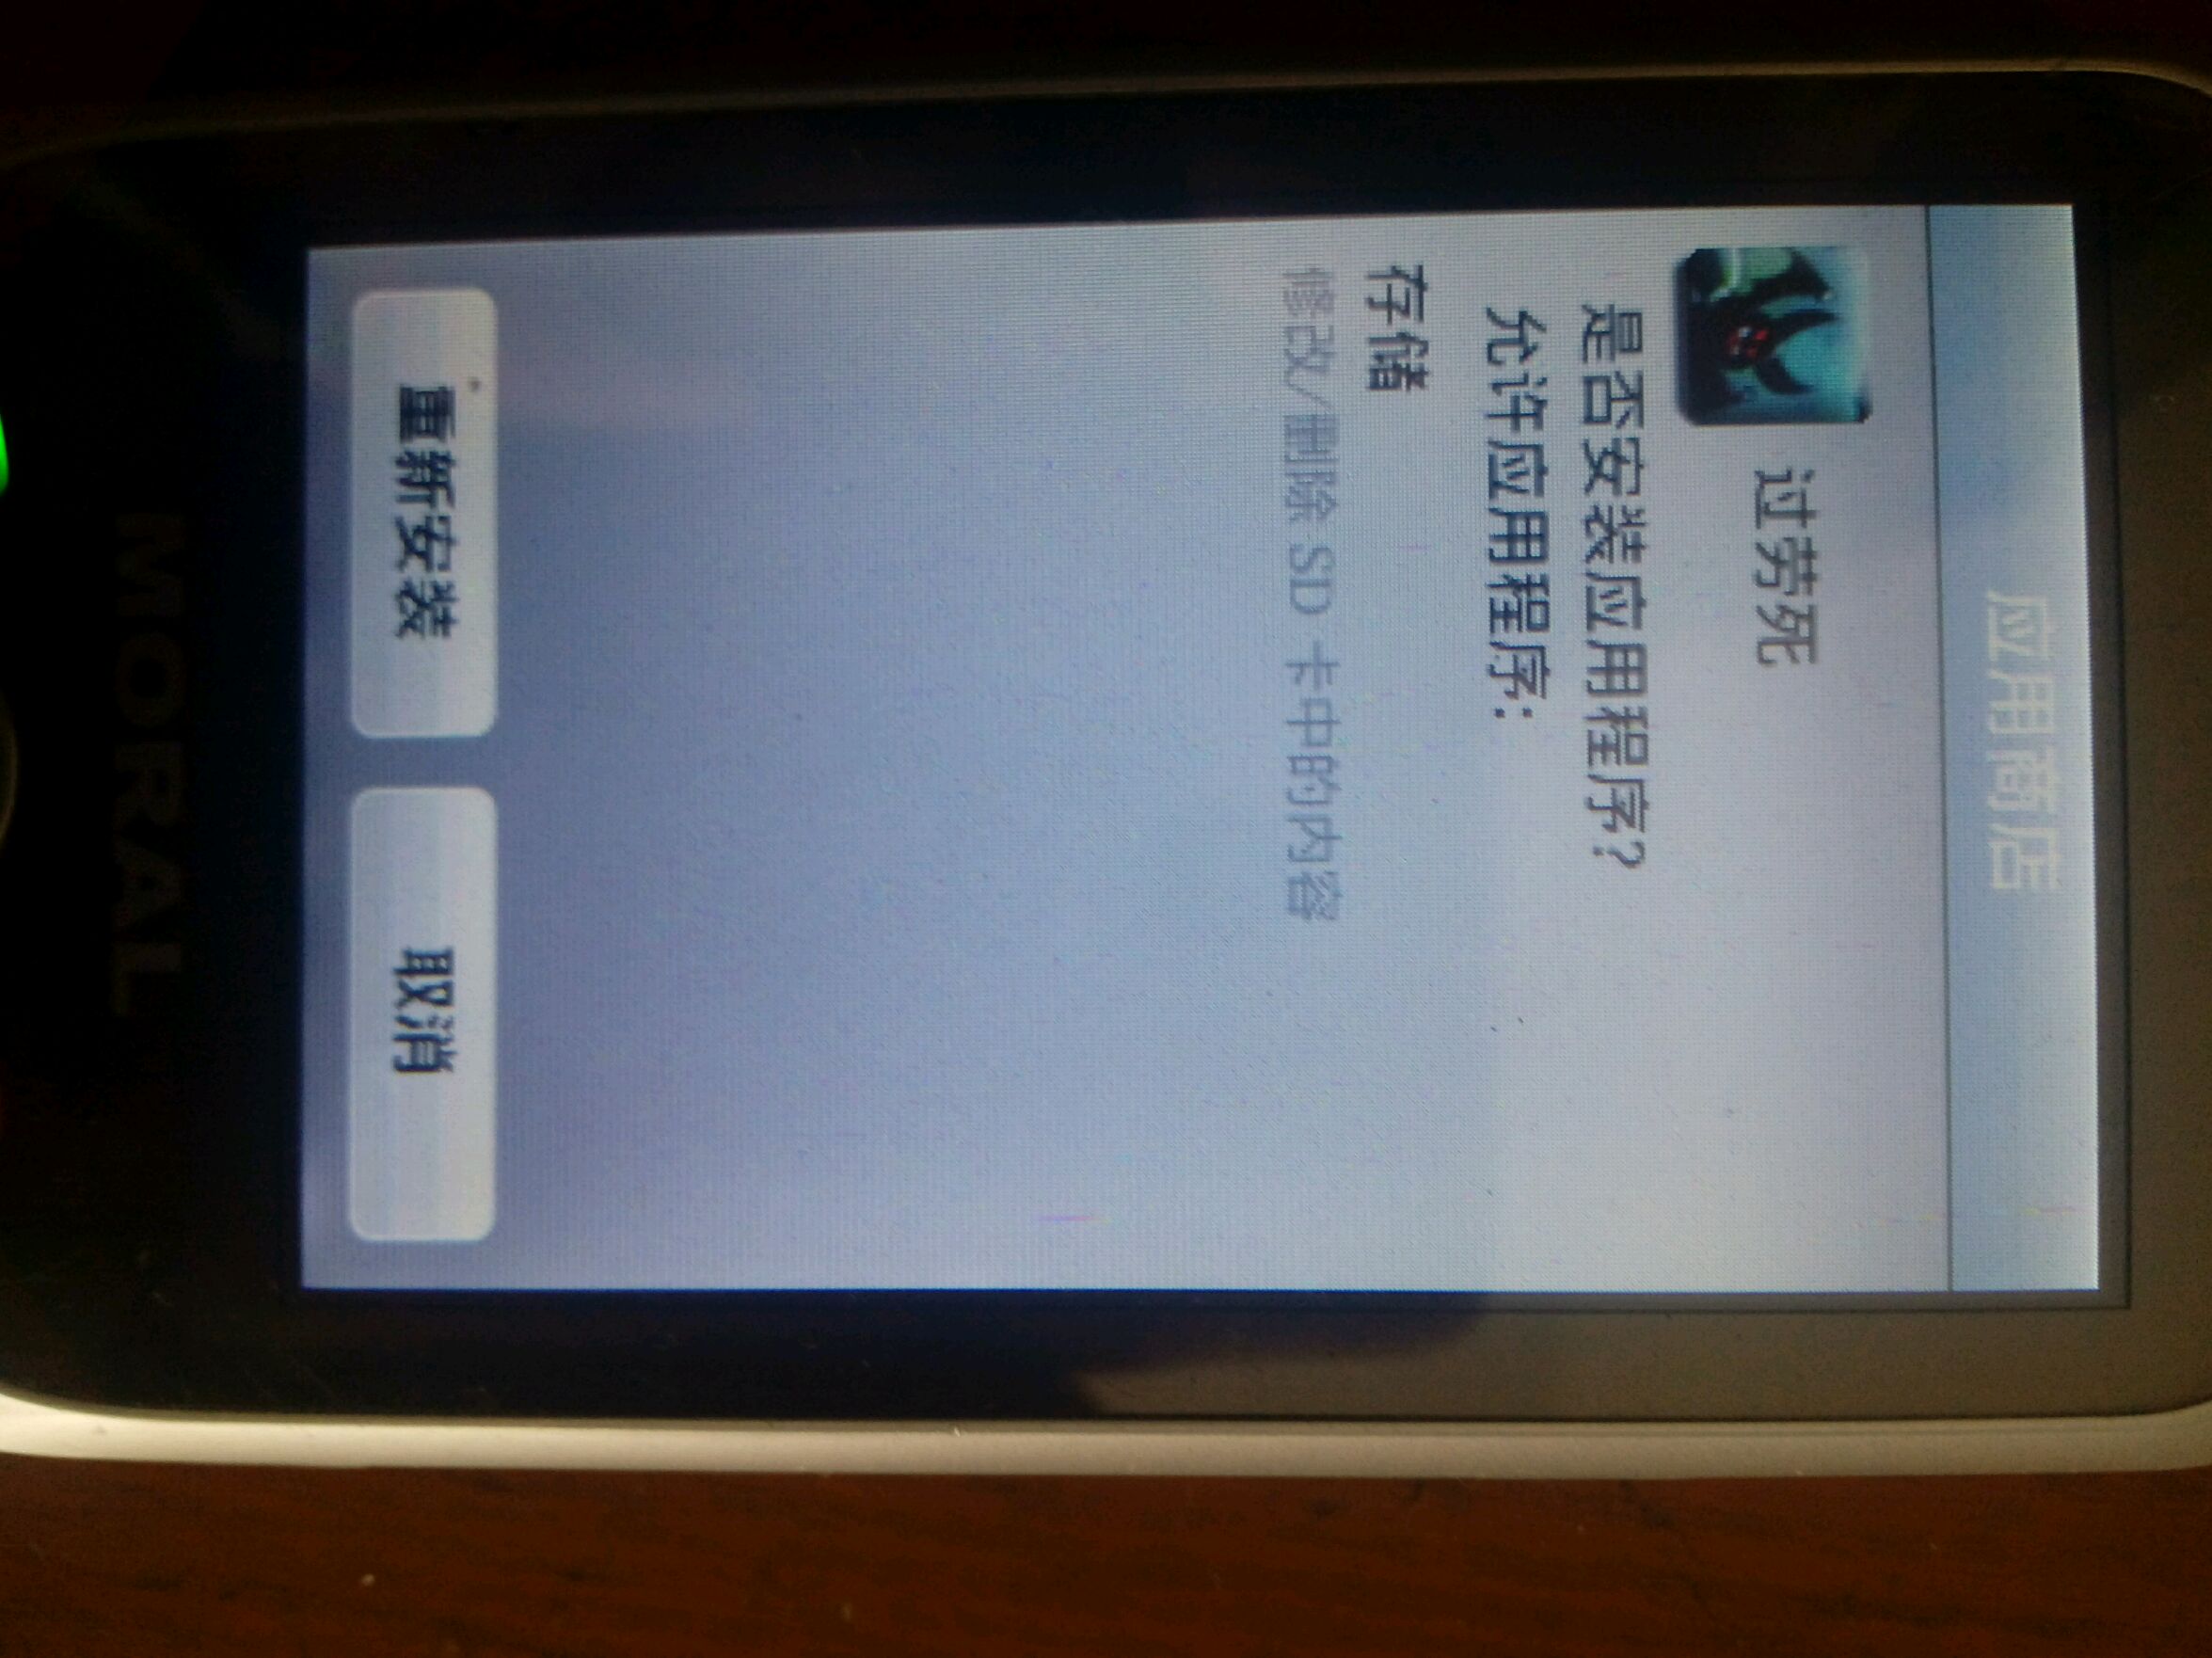 应用商店
过劳死
是否安装应用程序?
允许应用程序:
存储
修改/删除 SD 卡中的内容
重新安装
取消
MORAL